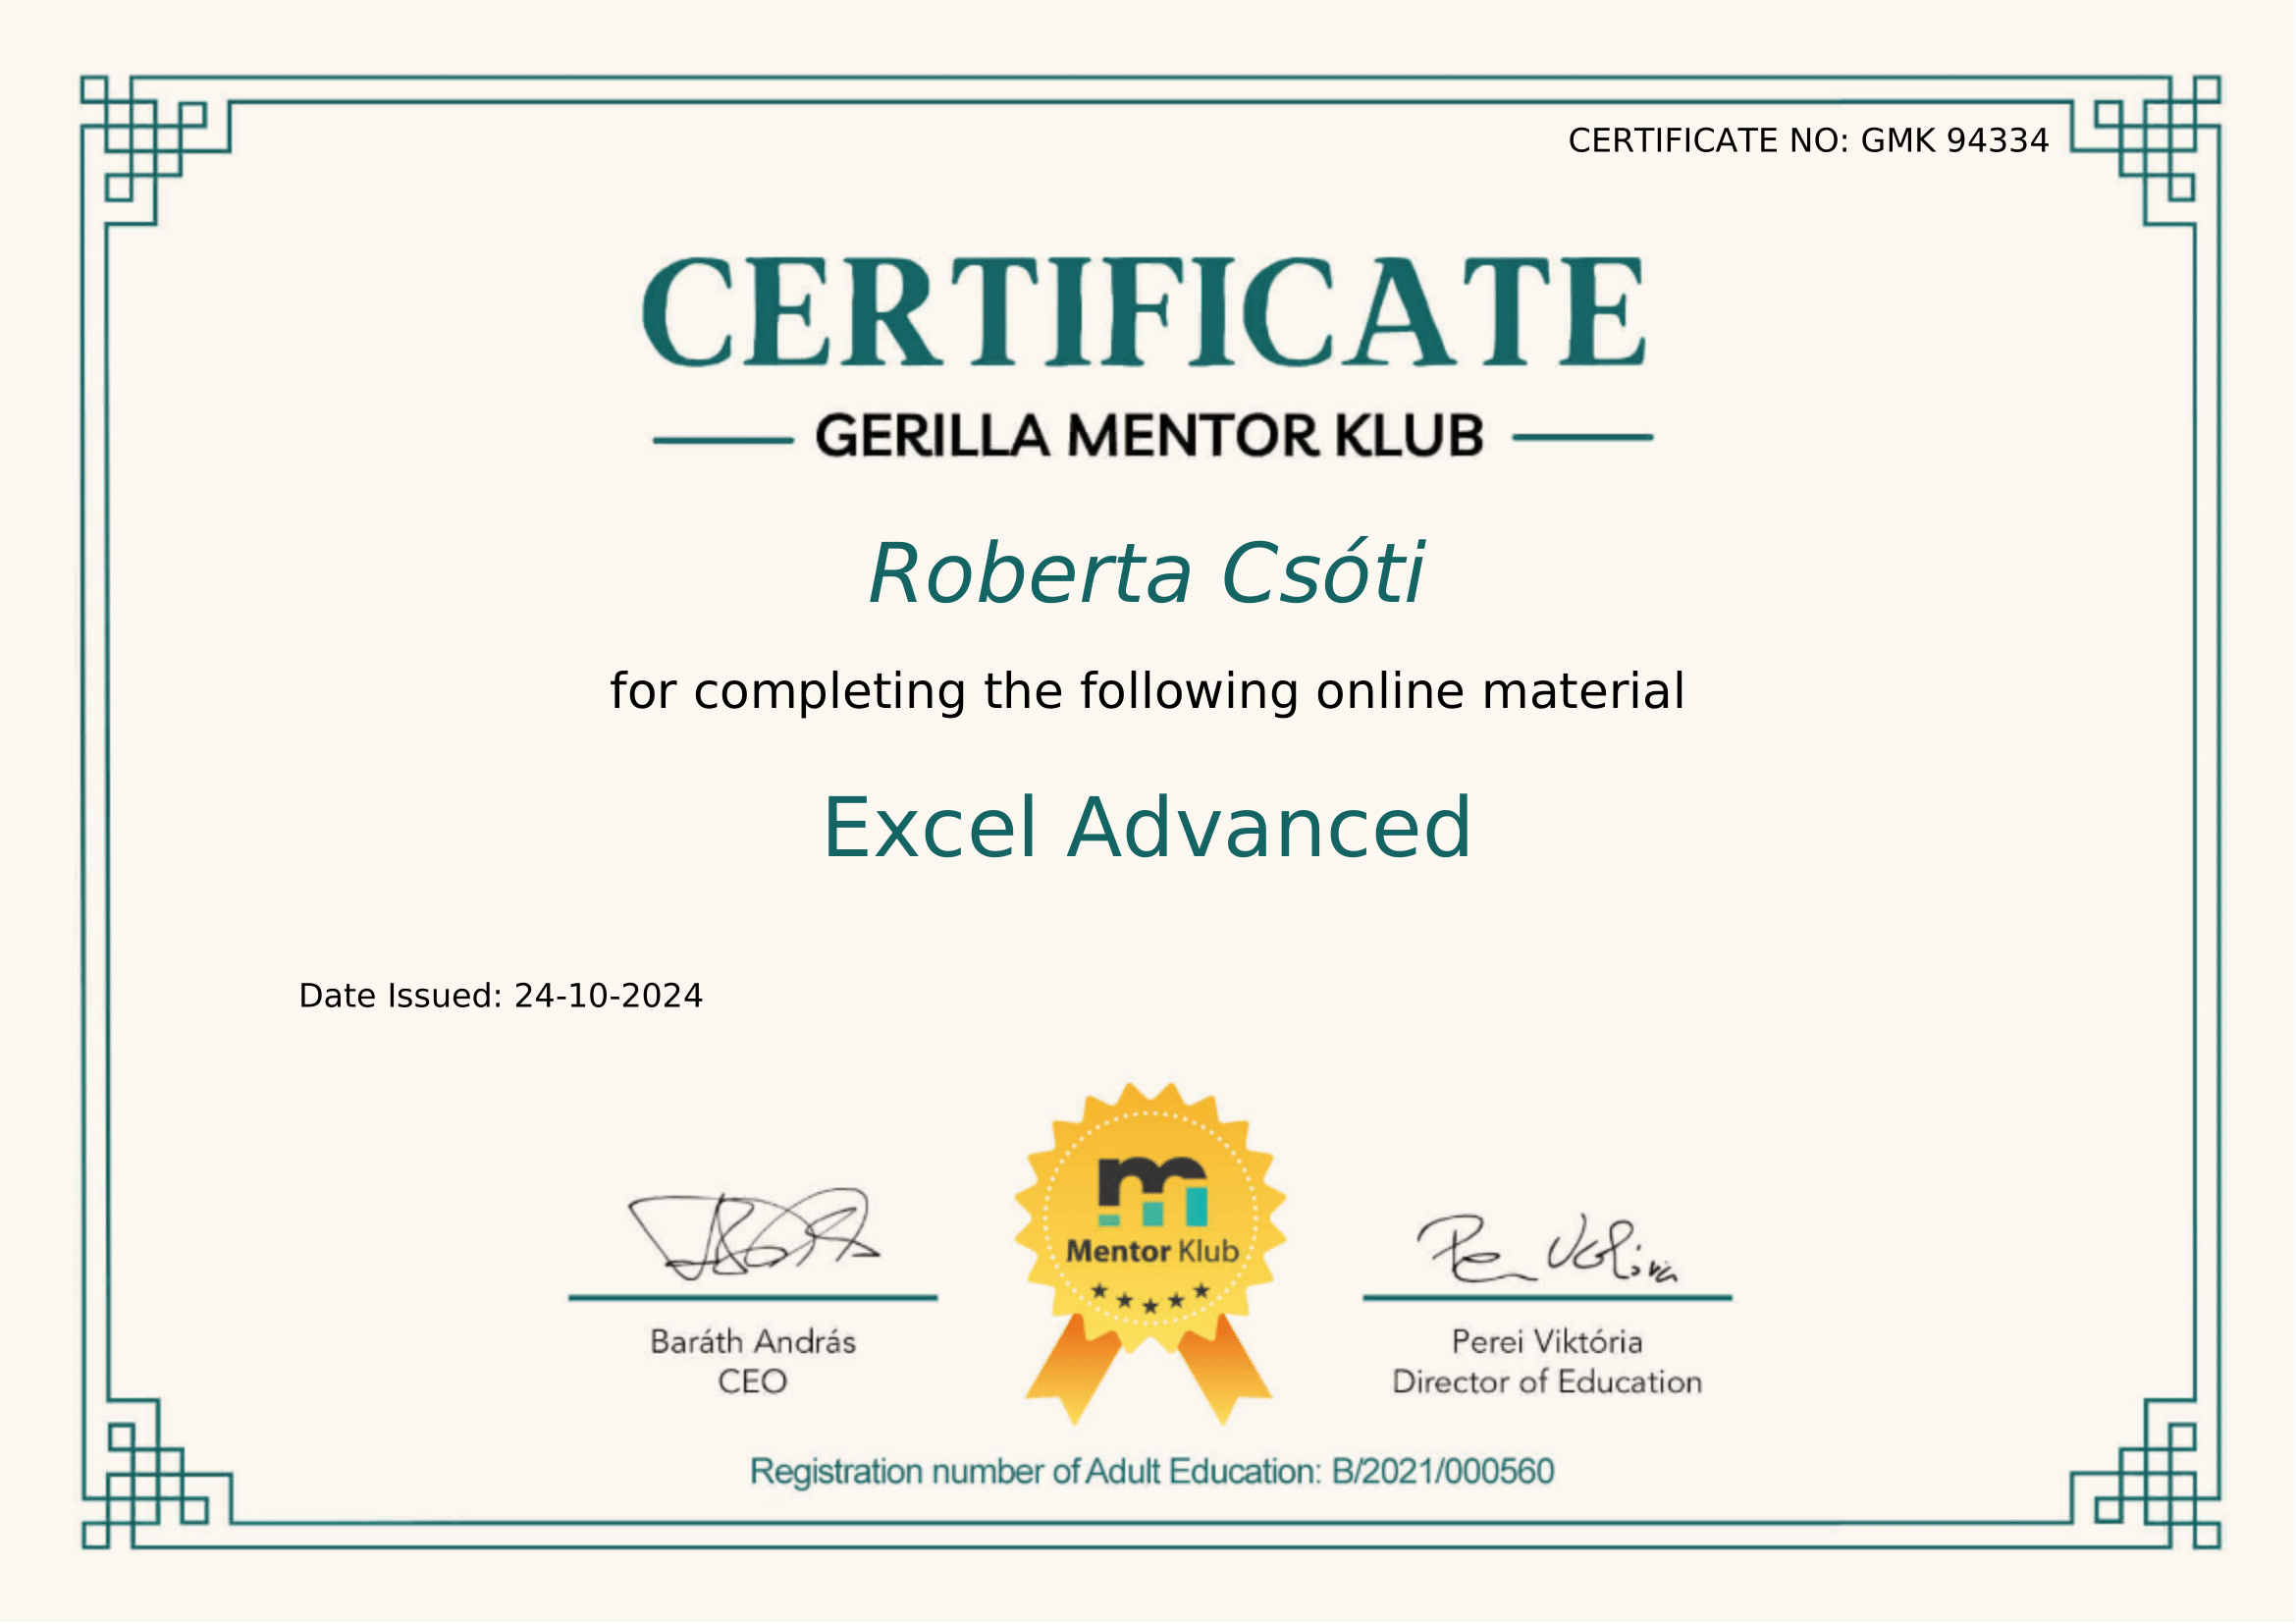 CERTIFICATE NO: GMK 94334
CERTIFICATE
GERILLA MENTOR KLUB
Roberta Csóti
for completing the following online material
Excel Advanced
Date Issued: 24-10-2024
Mentor Klub
Baráth András
CEO
Perei Viktória
Director of Education
Registration number of Adult Education: B/2021/000560